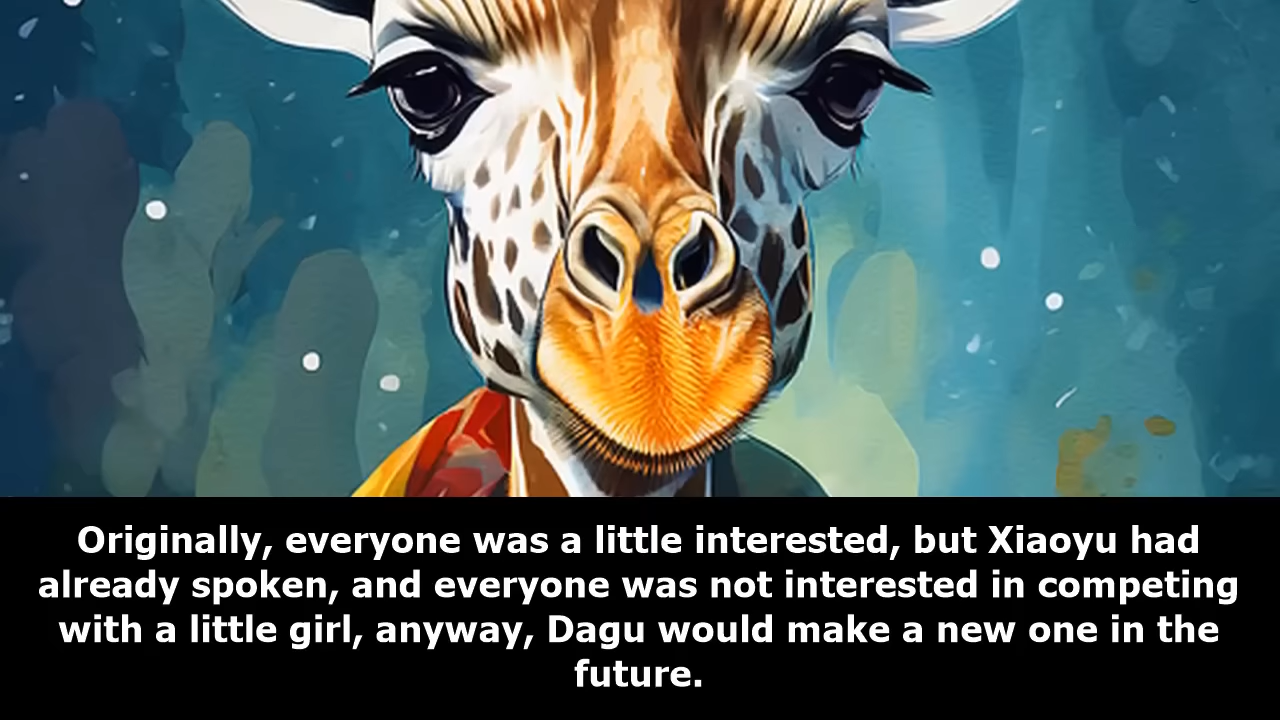 Originally, everyone was a little interested, but Xiaoyu had
already spoken, and everyone was not interested in competing
with a little girl, anyway, Dagu would make a new one in the
future.